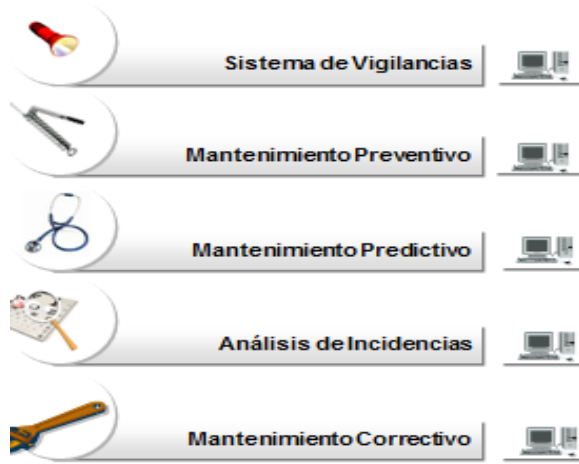 Sistema de Vigilancias
Mantenimiento Preventivo
Mantenimiento Predictivo
Análisis de Incidencias
Mantenimiento Correctivo